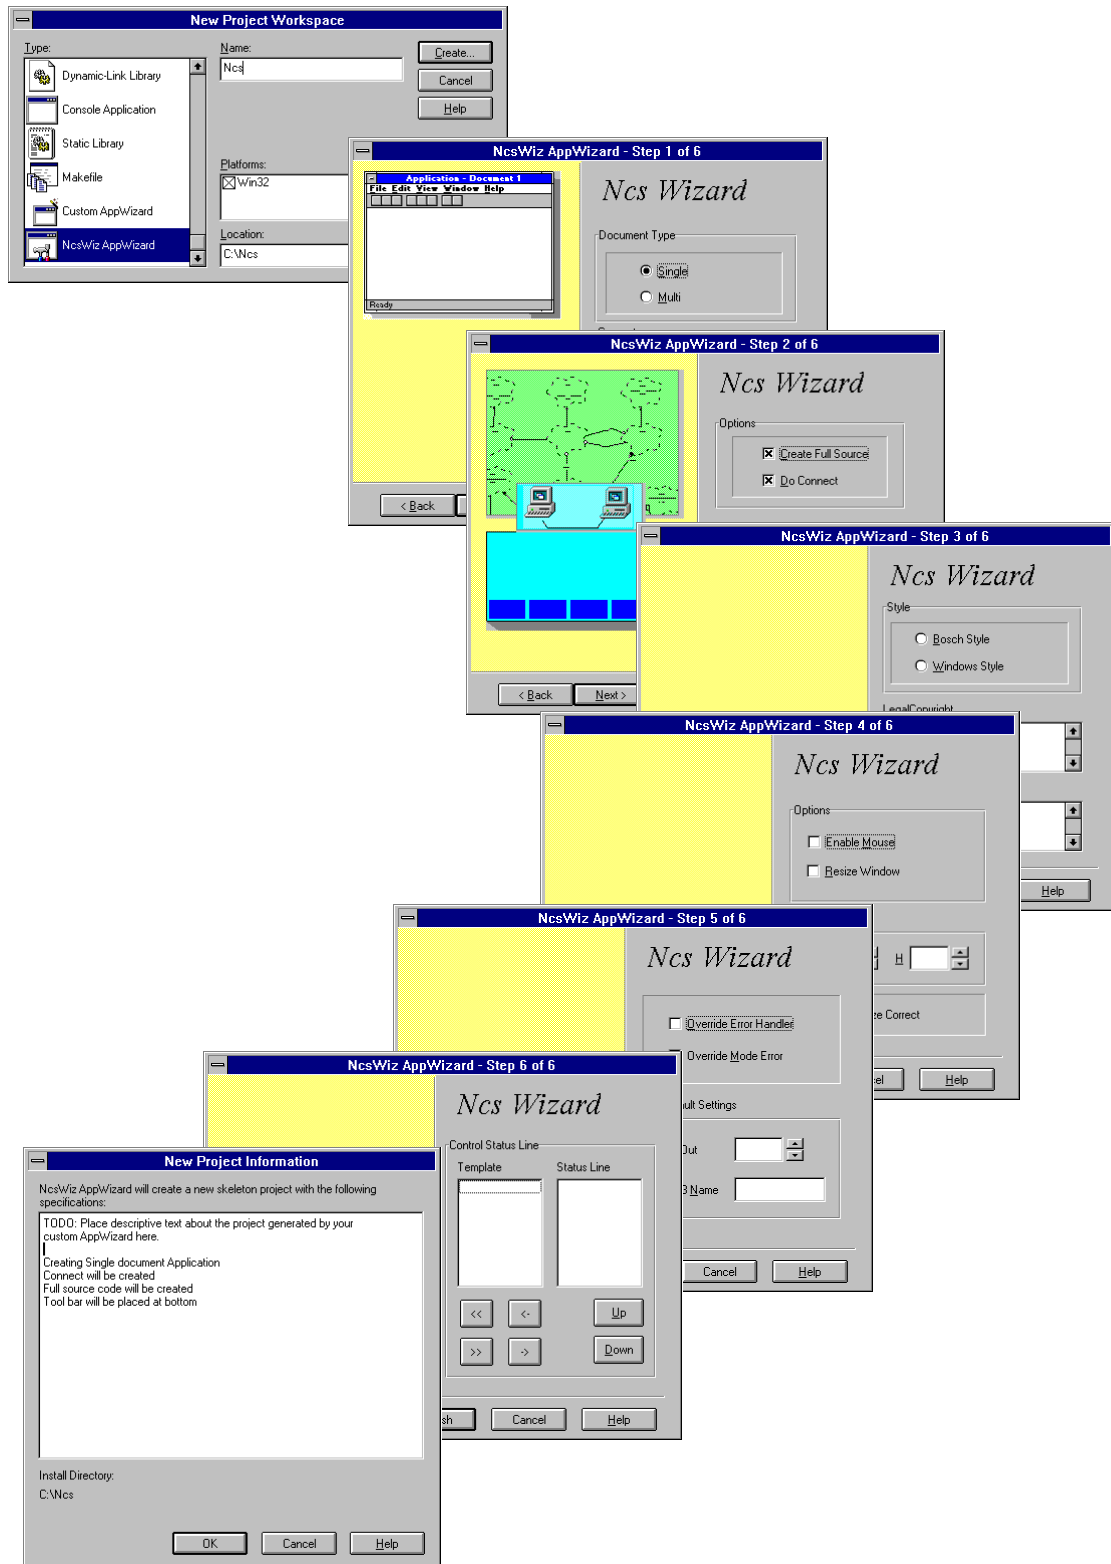 New Project Workspace
Type:
Dynamic-Link Library
Console Application
Static Library
Makefile
Custom AppWizard
NcsWiz AppWizard
Name:
Ncs
Platforms:
Win32
Location:
C:\Ncs
Create...
Cancel
Help
NcsWiz AppWizard - Step 1 of 6
Application - Document 1
File Edit View Window Help
Ready
Ncs Wizard
Document Type
Single
Multi
< Back
NcsWiz AppWizard - Step 2 of 6
Ncs Wizard
Options
Create Full Source
Do Connect
< Back
Next >
NcsWiz AppWizard - Step 3 of 6
Ncs Wizard
Style
Bosch Style
Windows Style
LegalCopyright
Help
NcsWiz AppWizard - Step 4 of 6
Ncs Wizard
Options
Enable Mouse
Resize Window
H
ze Correct
el
Help
NcsWiz AppWizard - Step 5 of 6
Ncs Wizard
Override Error Handler
Override Mode Error
ault Settings
Out
B Name
Cancel
Help
NcsWiz AppWizard - Step 6 of 6
Ncs Wizard
Control Status Line
Template
Status Line
<<
<-
Up
>>
->
Down
sh
Cancel
Help
New Project Information
NcsWiz AppWizard will create a new skeleton project with the following
specifications:
TODO: Place descriptive text about the project generated by your
custom AppWizard here.
Creating Single document Application
Connect will be created
Full source code will be created
Tool bar will be placed at bottom
Install Directory:
C:\Ncs
OK
Cancel
Help